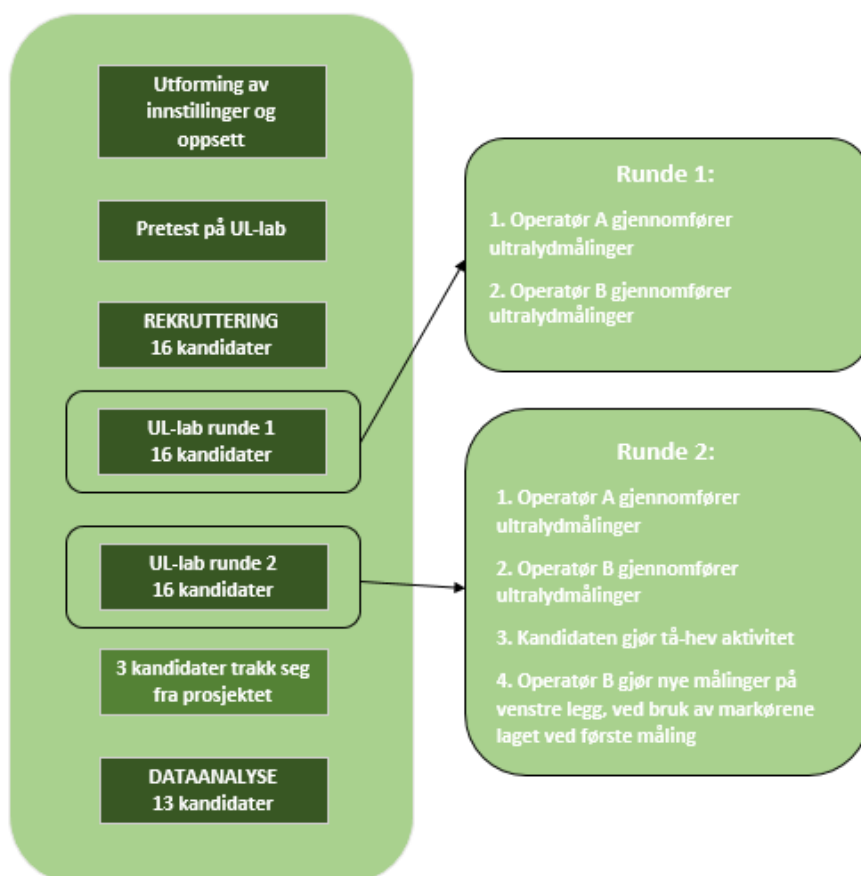 Utforming av
innstillinger og
oppsett
Pretest på UL-lab
REKRUTTERING
16 kandidater
UL-lab runde 1
16 kandidater
UL-lab runde 2
16 kandidater
3 kandidater trakk seg
fra prosjektet
DATAANALYSE
13 kandidater
Runde 1:
1. Operatør A gjennomfører
ultralydmålinger
2. Operatør B gjennomfører
ultralydmålinger
Runde 2:
1. Operatør A gjennomfører
ultralydmålinger
2. Operatør B gjennomfører
ultralydmålinger
3. Kandidaten gjør tå-hev aktivitet
4. Operatør B gjør nye målinger på
venstre legg, ved bruk av markørene
laget ved første måling